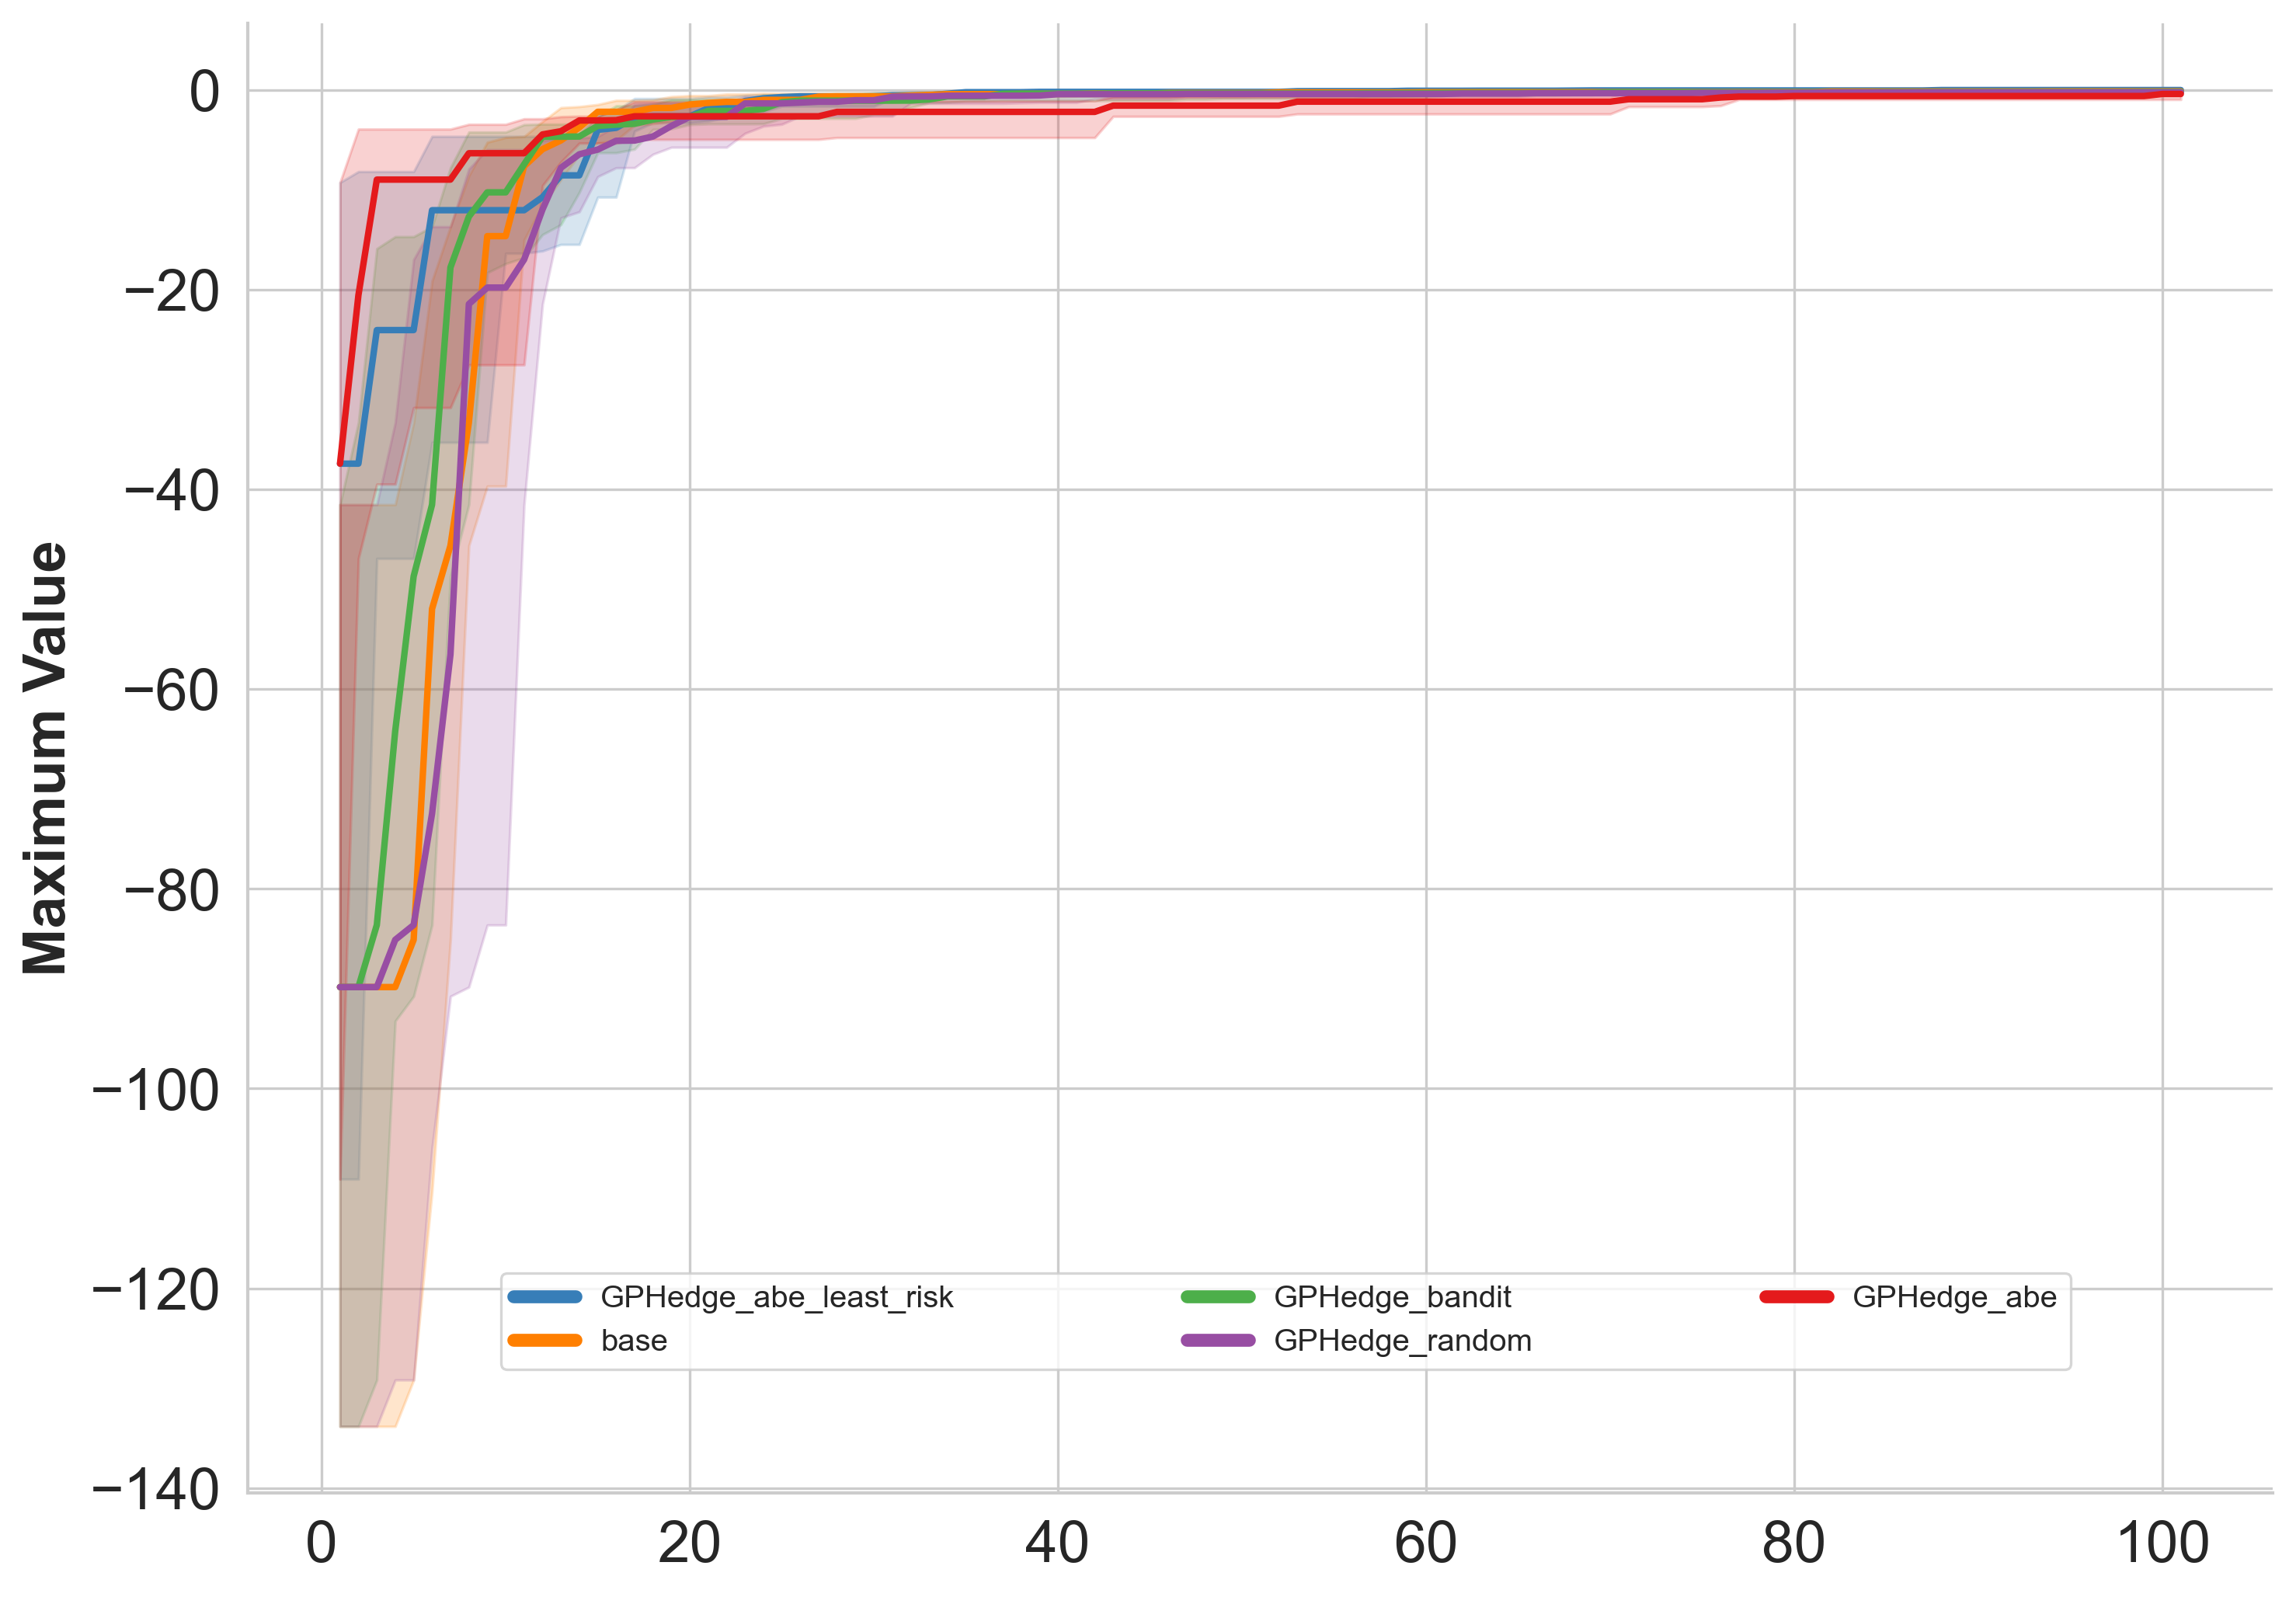 Maximum Value
0
−20
−40
−60
−80
−100
−120
−140
0 20 40 60 80 100
GPHedge_abe_least_risk GPHedge_bandit GPHedge_abe
base GPHedge_random